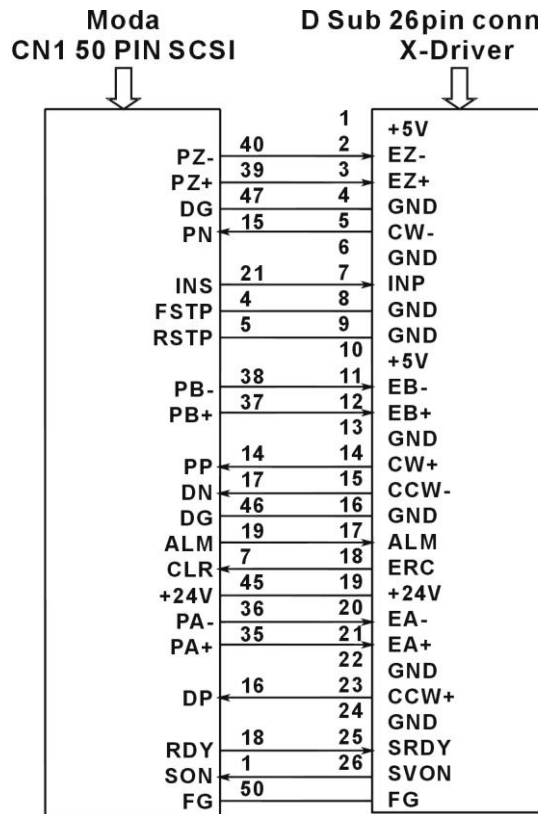 Moda D Sub 26pin conn
CN1 50 PIN SCSI X-Driver
1 +5V
PZ- 40 2 EZ-
PZ+ 39 3 EZ+
DG 47 4 GND
PN 15 5 CW-
6 GND
INS 21 7 INP
FSTP 4 8 GND
RSTP 5 9 GND
10 +5V
PB- 38 11 EB-
PB+ 37 12 EB+
13 GND
PP 14 14 CW+
DN 17 15 CCW-
DG 46 16 GND
ALM 19 17 ALM
CLR 7 18 ERC
+24V 45 19 +24V
PA- 36 20 EA-
PA+ 35 21 EA+
22 GND
DP 16 23 CCW+
24 GND
RDY 18 25 SRDY
SON 1 26 SVON
FG 50 FG